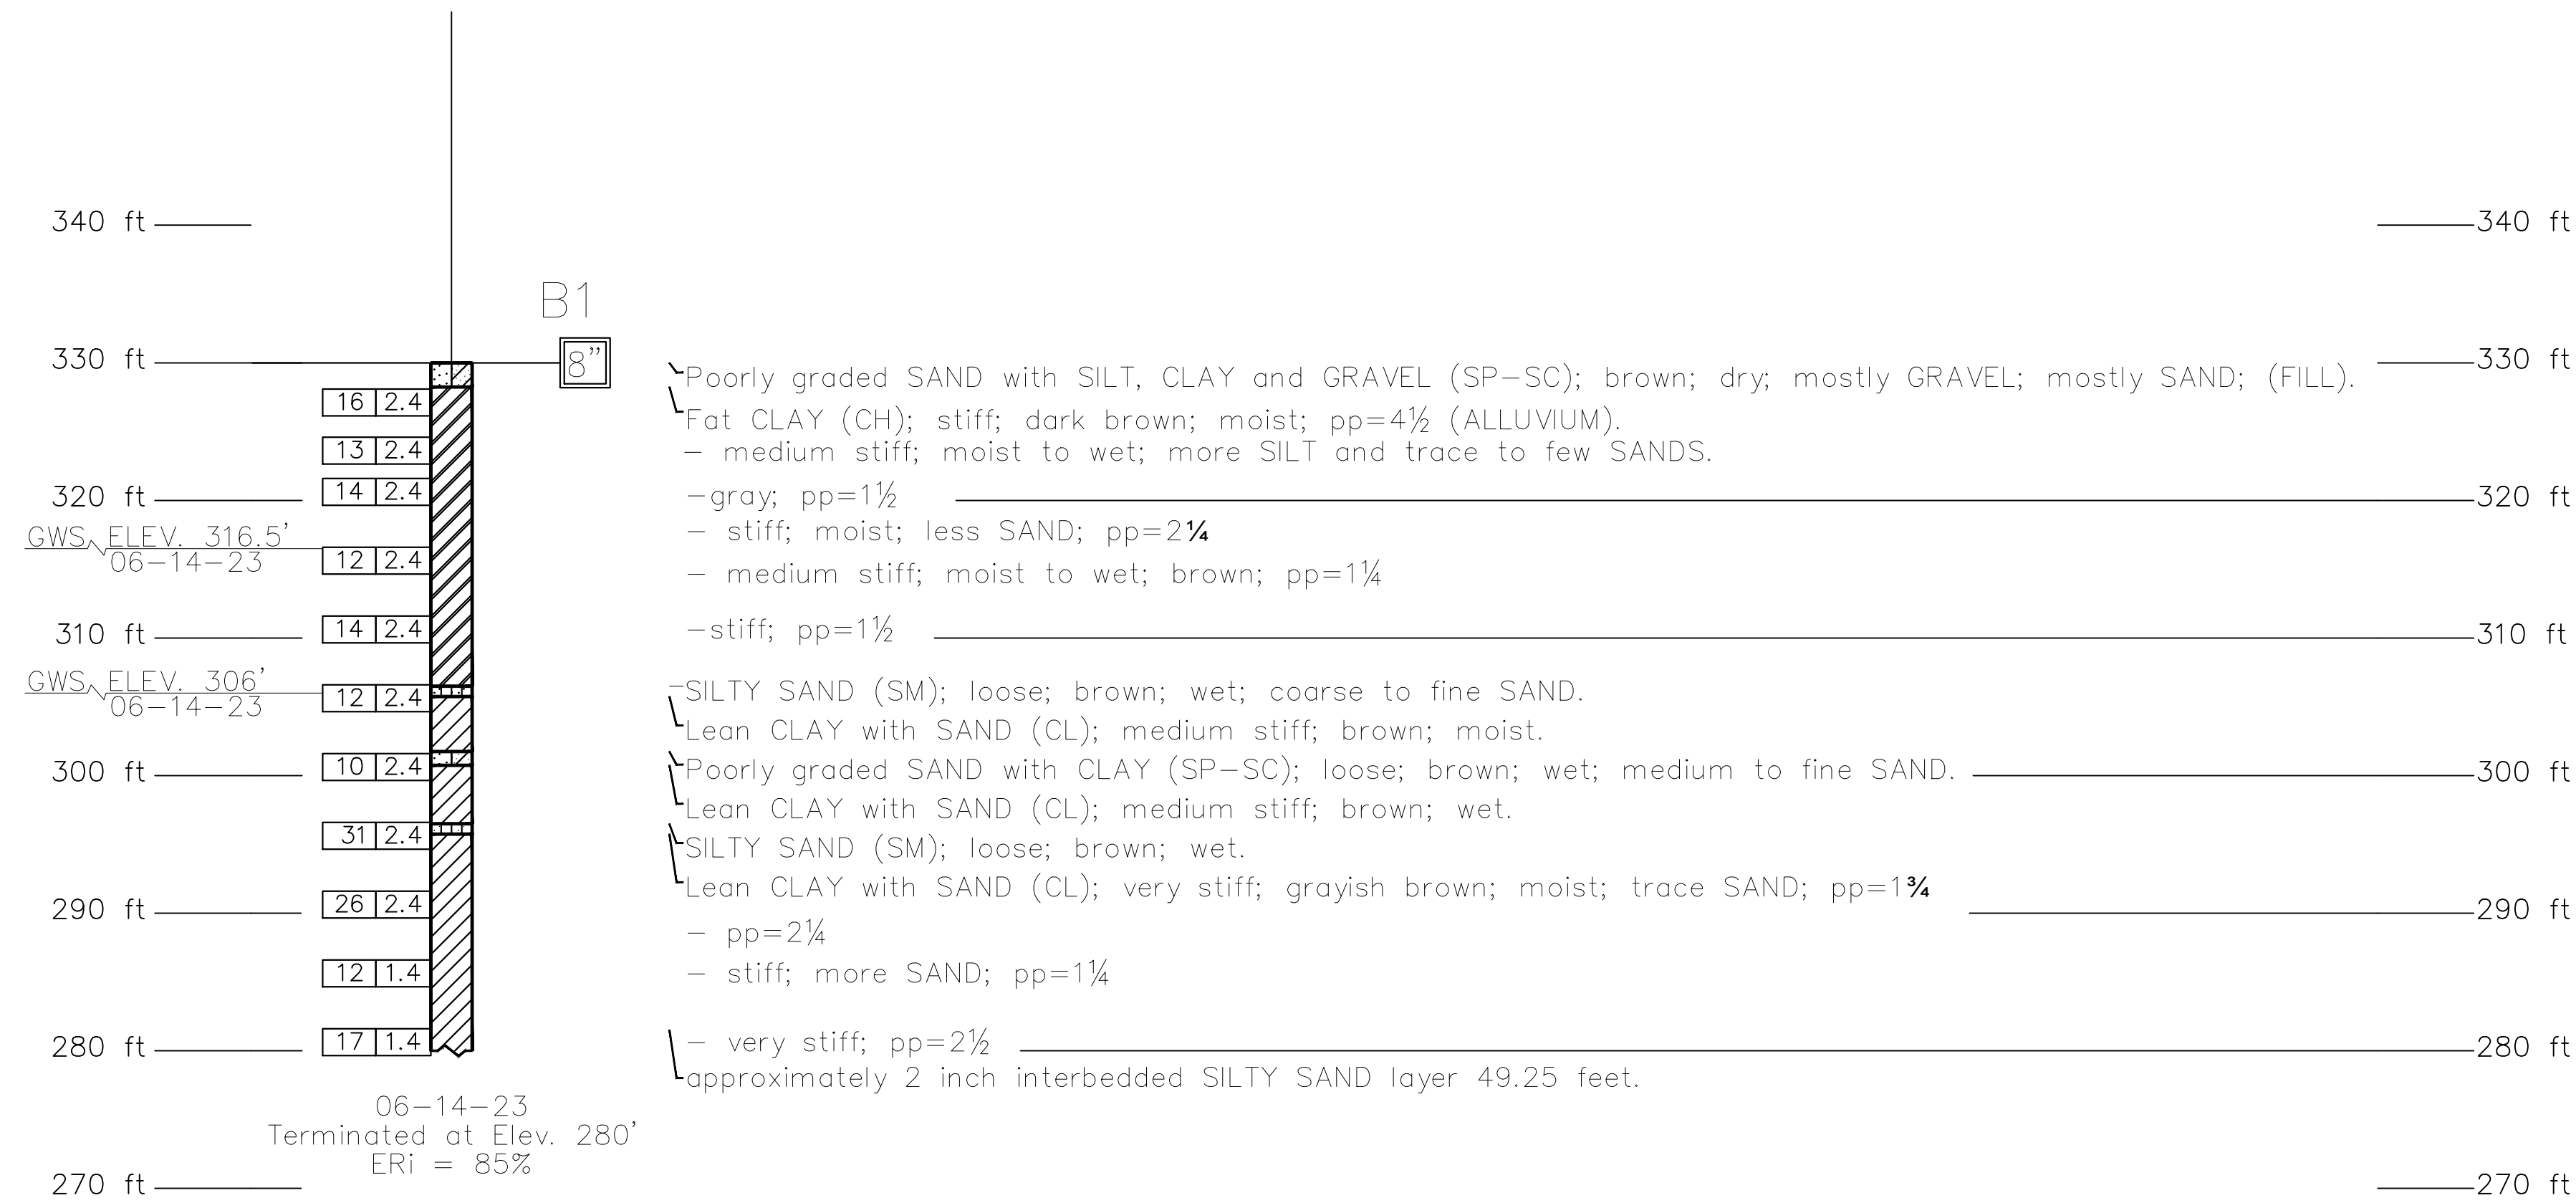 340 ft 340 ft
B1
330 ft 8" 330 ft
Poorly graded SAND with SILT, CLAY and GRAVEL (SP-SC); brown; dry; mostly GRAVEL; mostly SAND; (FILL).
16 2.4
Fat CLAY (CH); stiff; dark brown; moist; pp=4½ (ALLUVIUM).
13 2.4 - medium stiff; moist to wet; more SILT and trace to few SANDS.
14 2.4
320 ft -gray; pp=1½ 320 ft
GWS ELEV. 316.5' - stiff; moist; less SAND; pp=2¼
06-14-23 12 2.4
- medium stiff; moist to wet; brown; pp=1¼
310 ft 14 2.4 -stiff; pp=1½ 310 ft
GWS ELEV. 306' SILTY SAND (SM); loose; brown; wet; coarse to fine SAND.
06-14-23 12 2.4
Lean CLAY with SAND (CL); medium stiff; brown; moist.
300 ft 10 2.4 Poorly graded SAND with CLAY (SP-SC); loose; brown; wet; medium to fine SAND. 300 ft
Lean CLAY with SAND (CL); medium stiff; brown; wet.
31 2.4 SILTY SAND (SM); loose; brown; wet.
Lean CLAY with SAND (CL); very stiff; grayish brown; moist; trace SAND; pp=1¾
290 ft 26 2.4 290 ft
- pp=2¼
12 1.4 - stiff; more SAND; pp=1¼
280 ft 17 1.4 - very stiff; pp=2½ 280 ft
approximately 2 inch interbedded SILTY SAND layer 49.25 feet.
06-14-23
Terminated at Elev. 280'
ERi = 85%
270 ft 270 ft